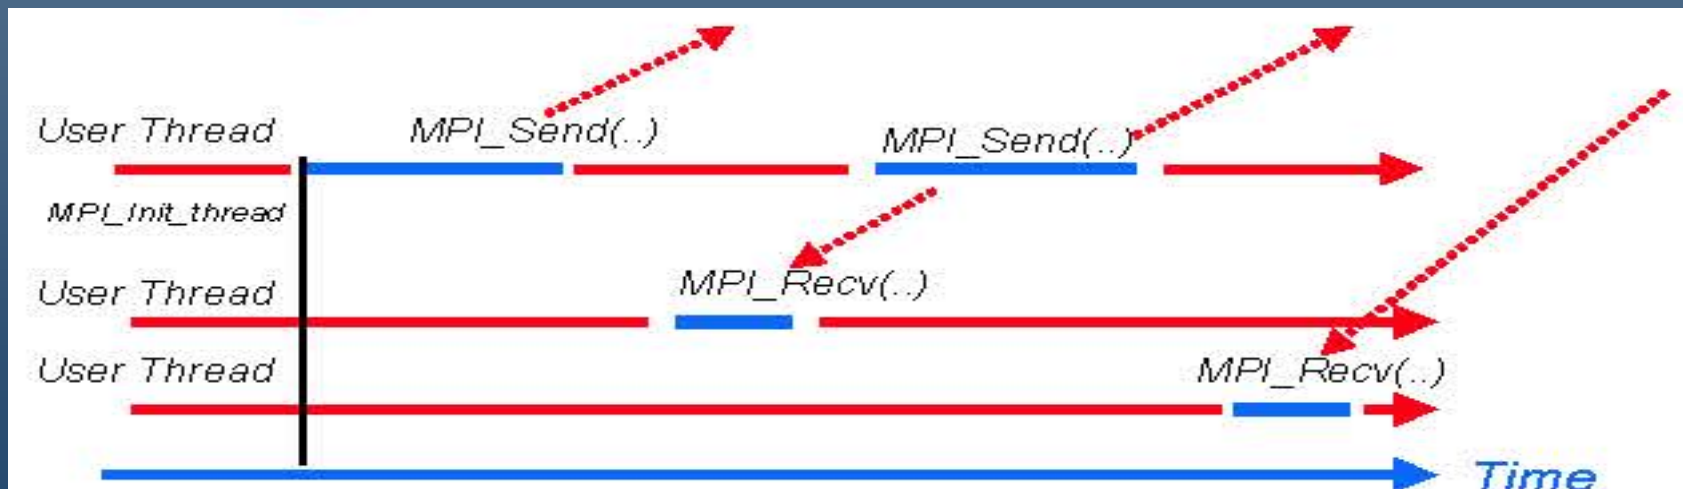 User Thread
MPI_Send(..)
MPI_Send(..)
MPI_Init_thread
User Thread
MPI_Recv(..)
User Thread
MPI_Recv(..)
Time